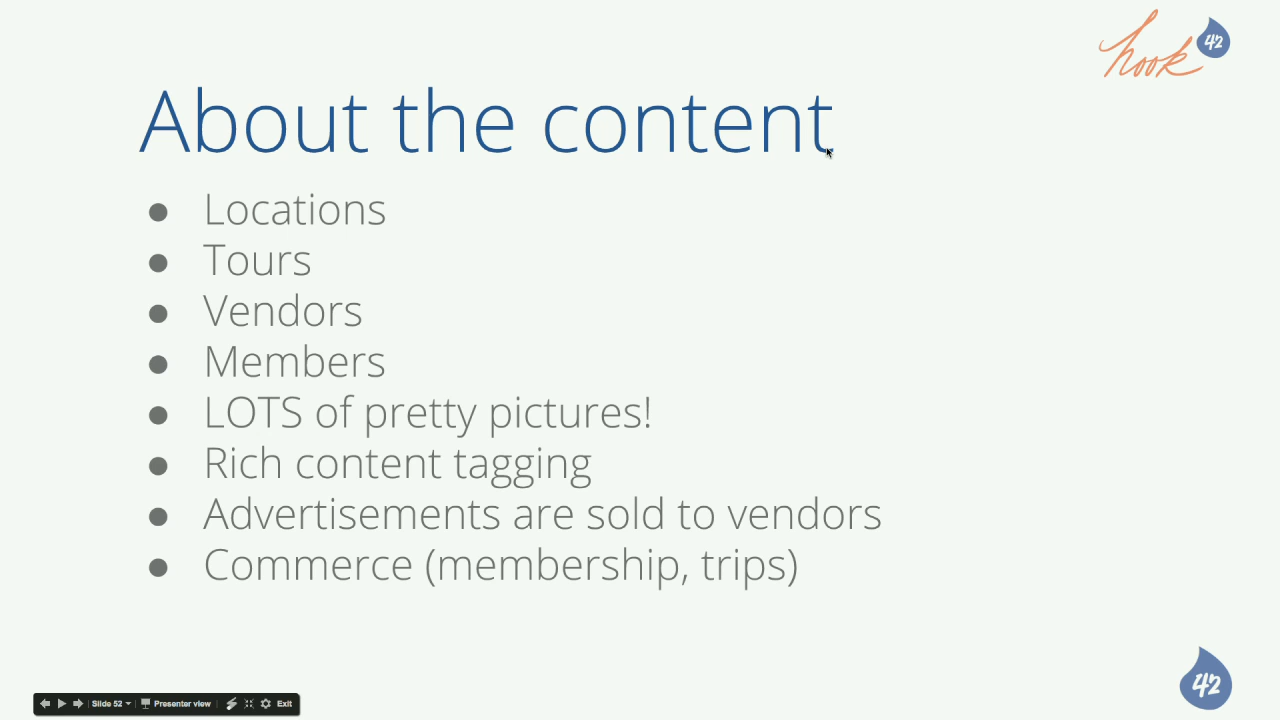 hook 42
About the content
● Locations
● Tours
● Vendors
● Members
● LOTS of pretty pictures!
● Rich content tagging
● Advertisements are sold to vendors
● Commerce (membership, trips)
42
Slide 52 Presenter view Exit